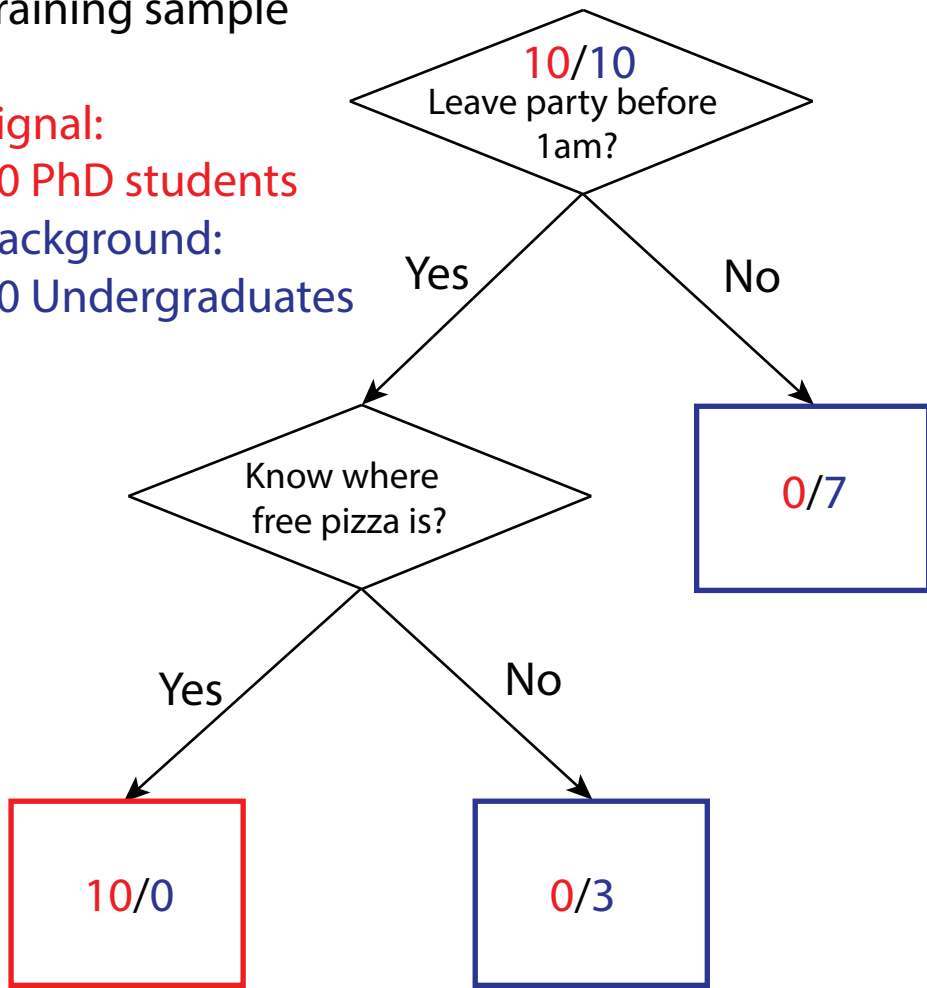 raining sample
10/10
Leave party before
1am?
ignal:
0 PhD students
ackground:
0 Undergraduates
Yes
No
Know where
free pizza is?
0/7
Yes
No
10/0
0/3